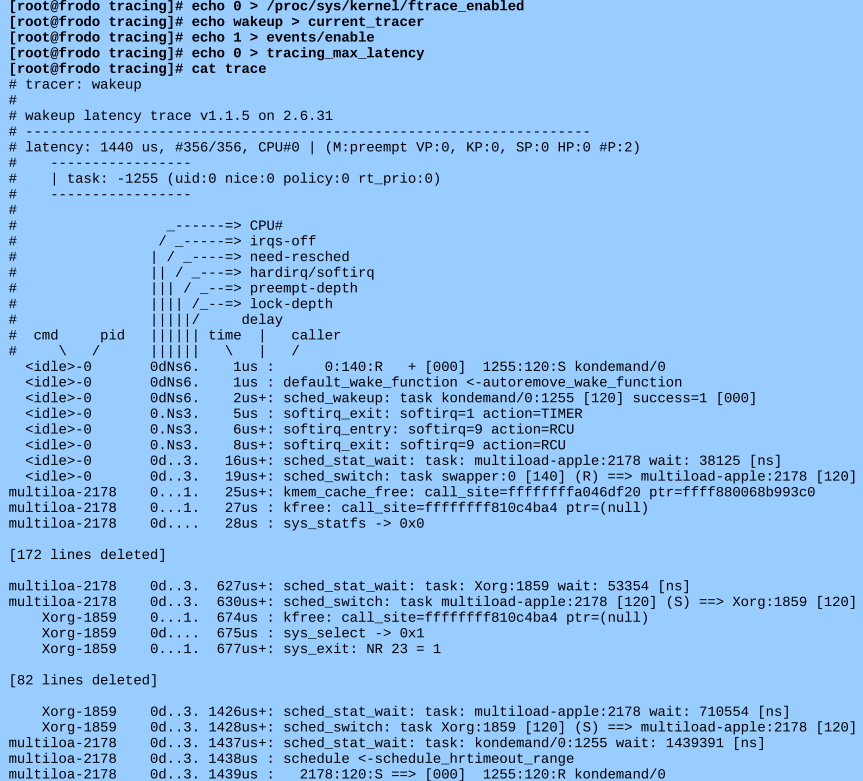 [root@frodo tracing]# echo 0 > /proc/sys/kernel/ftrace_enabled
[root@frodo tracing]# echo wakeup > current_tracer
[root@frodo tracing]# echo 1 > events/enable
[root@frodo tracing]# echo 0 > tracing_max_latency
[root@frodo tracing]# cat trace
# tracer: wakeup
#
# wakeup latency trace v1.1.5 on 2.6.31
# --------------------------------------------------------------------
# latency: 1440 us, #356/356, CPU#0 | (M:preempt VP:0, KP:0, SP:0 HP:0 #P:2)
#    -----------------
#    | task: -1255 (uid:0 nice:0 policy:0 rt_prio:0)
#    -----------------
#
#                  _------=> CPU#
#                 / _-----=> irqs-off
#                | / _----=> need-resched
#                || / _---=> hardirq/softirq
#                ||| / _--=> preempt-depth
#                |||| /_--=> lock-depth
#                |||||/     delay
#  cmd     pid   |||||| time  |   caller
#     \   /      ||||||   \   |   /
  <idle>-0       0dNs6.    1us :      0:140:R   + [000]  1255:120:S kondemand/0
  <idle>-0       0dNs6.    1us : default_wake_function <-autoremove_wake_function
  <idle>-0       0dNs6.    2us+: sched_wakeup: task kondemand/0:1255 [120] success=1 [000]
  <idle>-0       0.Ns3.    5us : softirq_exit: softirq=1 action=TIMER
  <idle>-0       0.Ns3.    6us+: softirq_entry: softirq=9 action=RCU
  <idle>-0       0.Ns3.    8us+: softirq_exit: softirq=9 action=RCU
  <idle>-0       0d..3.   16us+: sched_stat_wait: task: multiload-apple:2178 wait: 38125 [ns]
  <idle>-0       0d..3.   19us+: sched_switch: task swapper:0 [140] (R) ==> multiload-apple:2178 [120]
multiloa-2178    0...1.   25us+: kmem_cache_free: call_site=ffffffffa046df20 ptr=ffff880068b993c0
multiloa-2178    0...1.   27us : kfree: call_site=ffffffff810c4ba4 ptr=(null)
multiloa-2178    0d....   28us : sys_statfs -> 0x0
[172 lines deleted]
multiloa-2178    0d..3.  627us+: sched_stat_wait: task: Xorg:1859 wait: 53354 [ns]
multiloa-2178    0d..3.  630us+: sched_switch: task multiload-apple:2178 [120] (S) ==> Xorg:1859 [120]
    Xorg-1859    0...1.  674us : kfree: call_site=ffffffff810c4ba4 ptr=(null)
    Xorg-1859    0d....  675us : sys_select -> 0x1
    Xorg-1859    0...1.  677us+: sys_exit: NR 23 = 1
[82 lines deleted]
    Xorg-1859    0d..3. 1426us+: sched_stat_wait: task: multiload-apple:2178 wait: 710554 [ns]
    Xorg-1859    0d..3. 1428us+: sched_switch: task Xorg:1859 [120] (S) ==> multiload-apple:2178 [120]
multiloa-2178    0d..3. 1437us+: sched_stat_wait: task: kondemand/0:1255 wait: 1439391 [ns]
multiloa-2178    0d..3. 1438us : schedule <-schedule_hrtimeout_range
multiloa-2178    0d..3. 1439us :   2178:120:S ==> [000]  1255:120:R kondemand/0